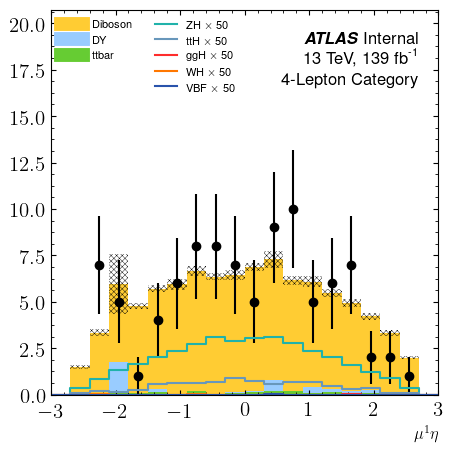 20.0
17.5
15.0
12.5
10.0
7.5
5.0
2.5
0.0
Diboson
DY
ttbar
ZH × 50
ttH × 50
ggH × 50
WH × 50
VBF × 50
ATLAS Internal
13 TeV, 139 fb⁻¹
4-Lepton Category
−3 −2 −1 0 1 2 3
μ¹η